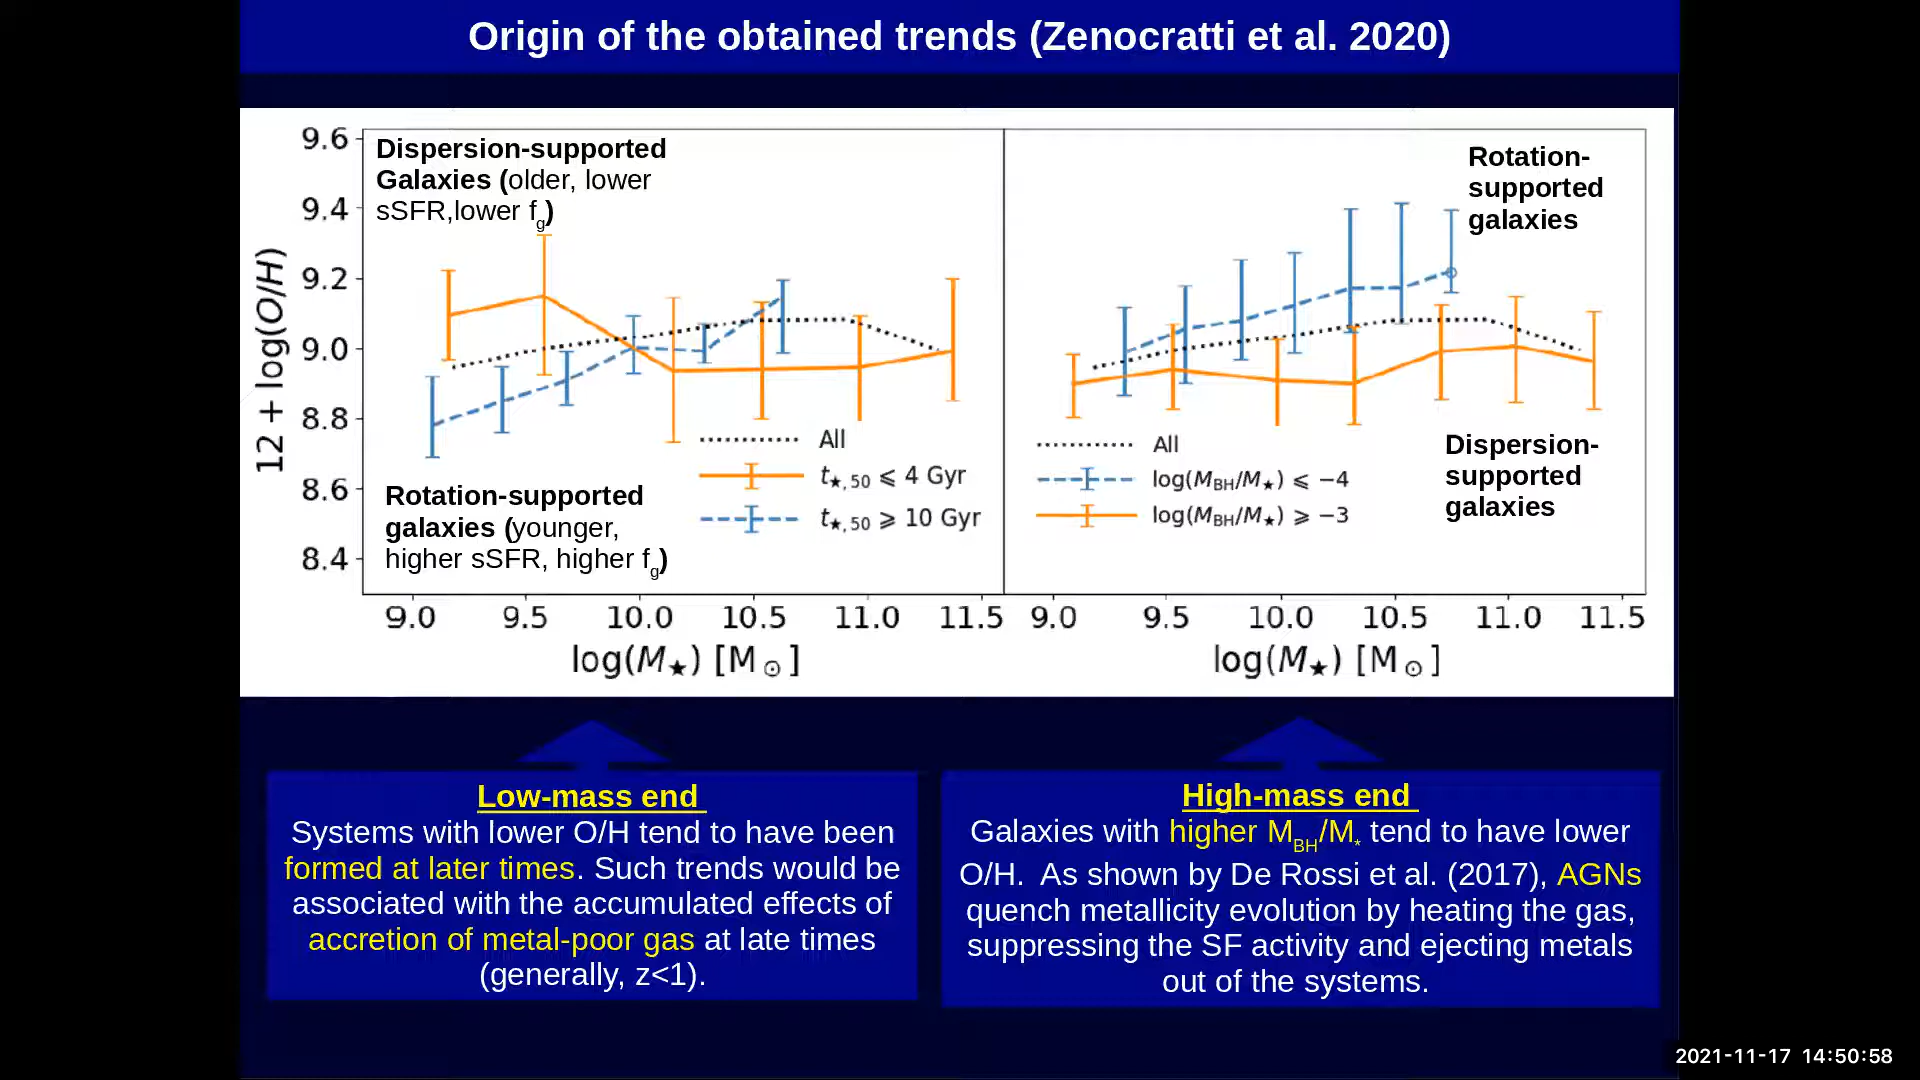 Origin of the obtained trends (Zenocratti et al. 2020)
12 + log(O/H)
9.6
9.4
9.2
9.0
8.8
8.6
8.4
Dispersion-supported
Galaxies (older, lower
sSFR,lower fg)
Rotation-supported
galaxies (younger,
higher sSFR, higher fg)
All
t★,50 ⩽ 4 Gyr
t★,50 ⩾ 10 Gyr
9.0 9.5 10.0 10.5 11.0 11.5
log(M★) [M⊙]
Rotation-
supported
galaxies
Dispersion-
supported
galaxies
All
log(MBH/M★) ⩽ −4
log(MBH/M★) ⩾ −3
9.0 9.5 10.0 10.5 11.0 11.5
log(M★) [M⊙]
Low-mass end
Systems with lower O/H tend to have been
formed at later times. Such trends would be
associated with the accumulated effects of
accretion of metal-poor gas at late times
(generally, z<1).
High-mass end
Galaxies with higher MBH/M* tend to have lower
O/H. As shown by De Rossi et al. (2017), AGNs
quench metallicity evolution by heating the gas,
suppressing the SF activity and ejecting metals
out of the systems.
2021-11-17 14:50:58